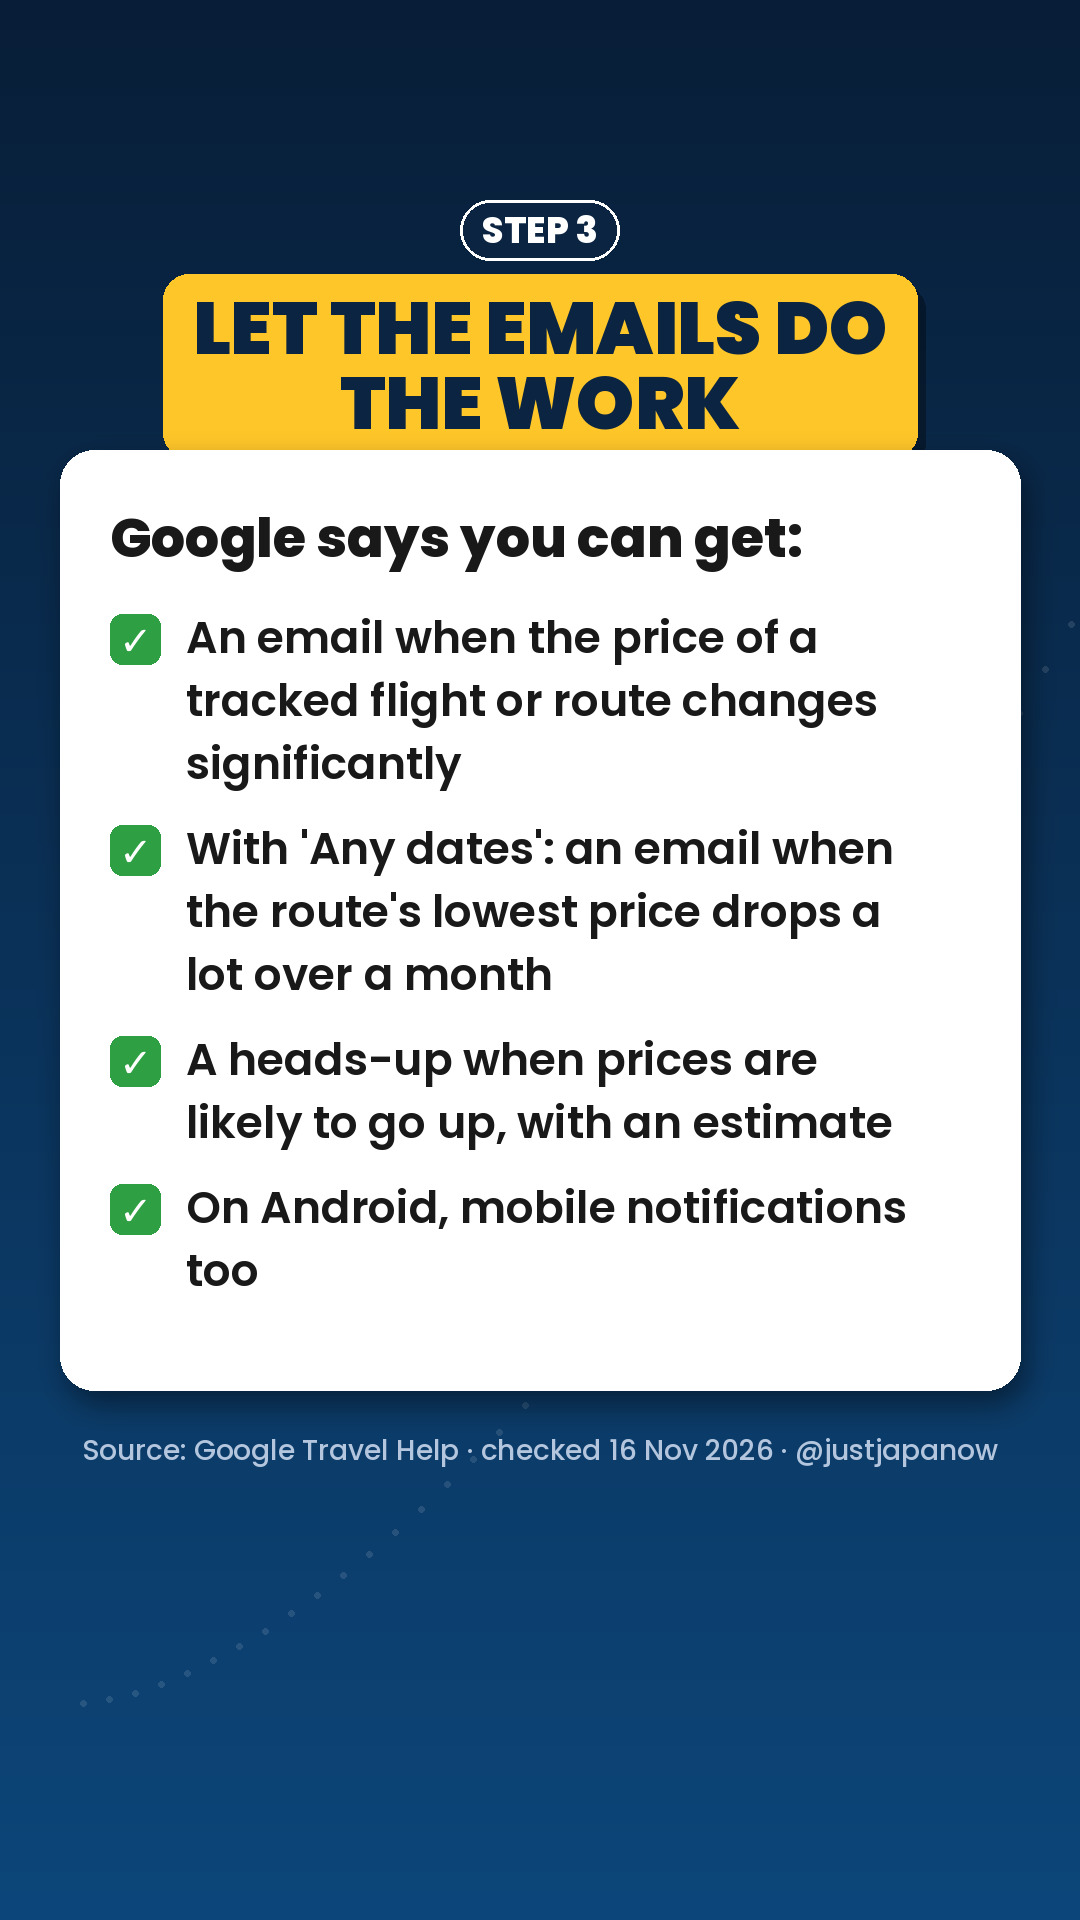 STEP 3
LET THE EMAILS DO
THE WORK
Google says you can get:
✓ An email when the price of a
tracked flight or route changes
significantly
✓ With 'Any dates': an email when
the route's lowest price drops a
lot over a month
✓ A heads-up when prices are
likely to go up, with an estimate
✓ On Android, mobile notifications
too
Source: Google Travel Help · checked 16 Nov 2026 · @justjapanow